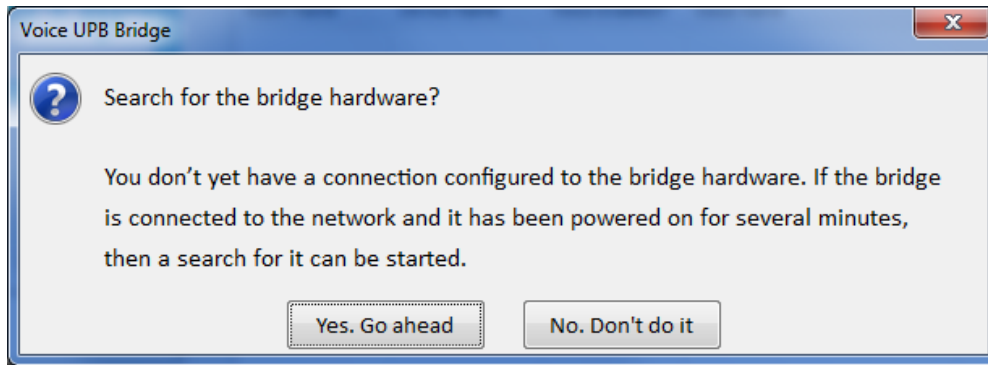 Voice UPB Bridge
Search for the bridge hardware?
You don’t yet have a connection configured to the bridge hardware. If the bridge
is connected to the network and it has been powered on for several minutes,
then a search for it can be started.
Yes. Go ahead
No. Don't do it